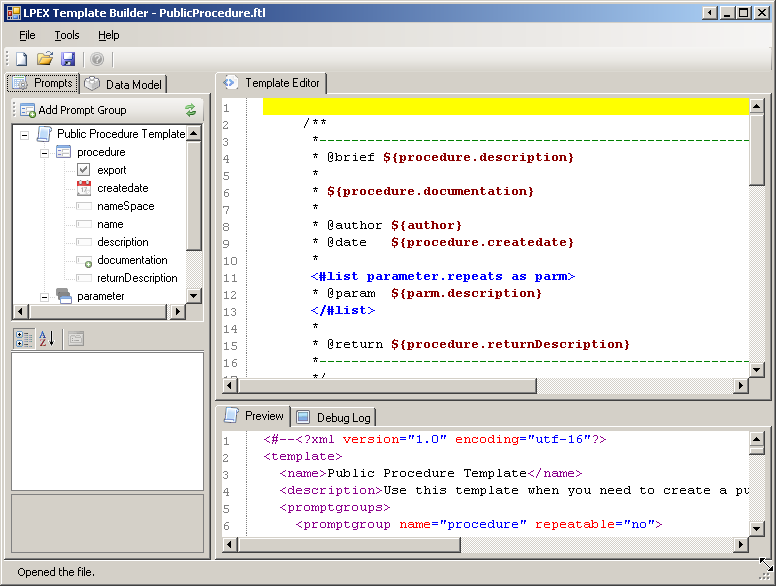 LPEX Template Builder - PublicProcedure.ftl
File Tools Help
Prompts Data Model
Add Prompt Group
Public Procedure Template
procedure
export
createdate
nameSpace
name
description
documentation
returnDescription
parameter
Template Editor
1
2 /**
3 *------------------------------------------------------
4 * @brief ${procedure.description}
5 *
6 * ${procedure.documentation}
7 *
8 * @author ${author}
9 * @date ${procedure.createdate}
10 *
11 <#list parameter.repeats as parm>
12 * @param ${parm.description}
13 </#list>
14 *
15 * @return ${procedure.returnDescription}
16 *------------------------------------------------------
*/
Preview Debug Log
1 <#--<?xml version="1.0" encoding="utf-16"?>
2 <template>
3 <name>Public Procedure Template</name>
4 <description>Use this template when you need to create a pu
5 <promptgroups>
6 <promptgroup name="procedure" repeatable="no">
Opened the file.